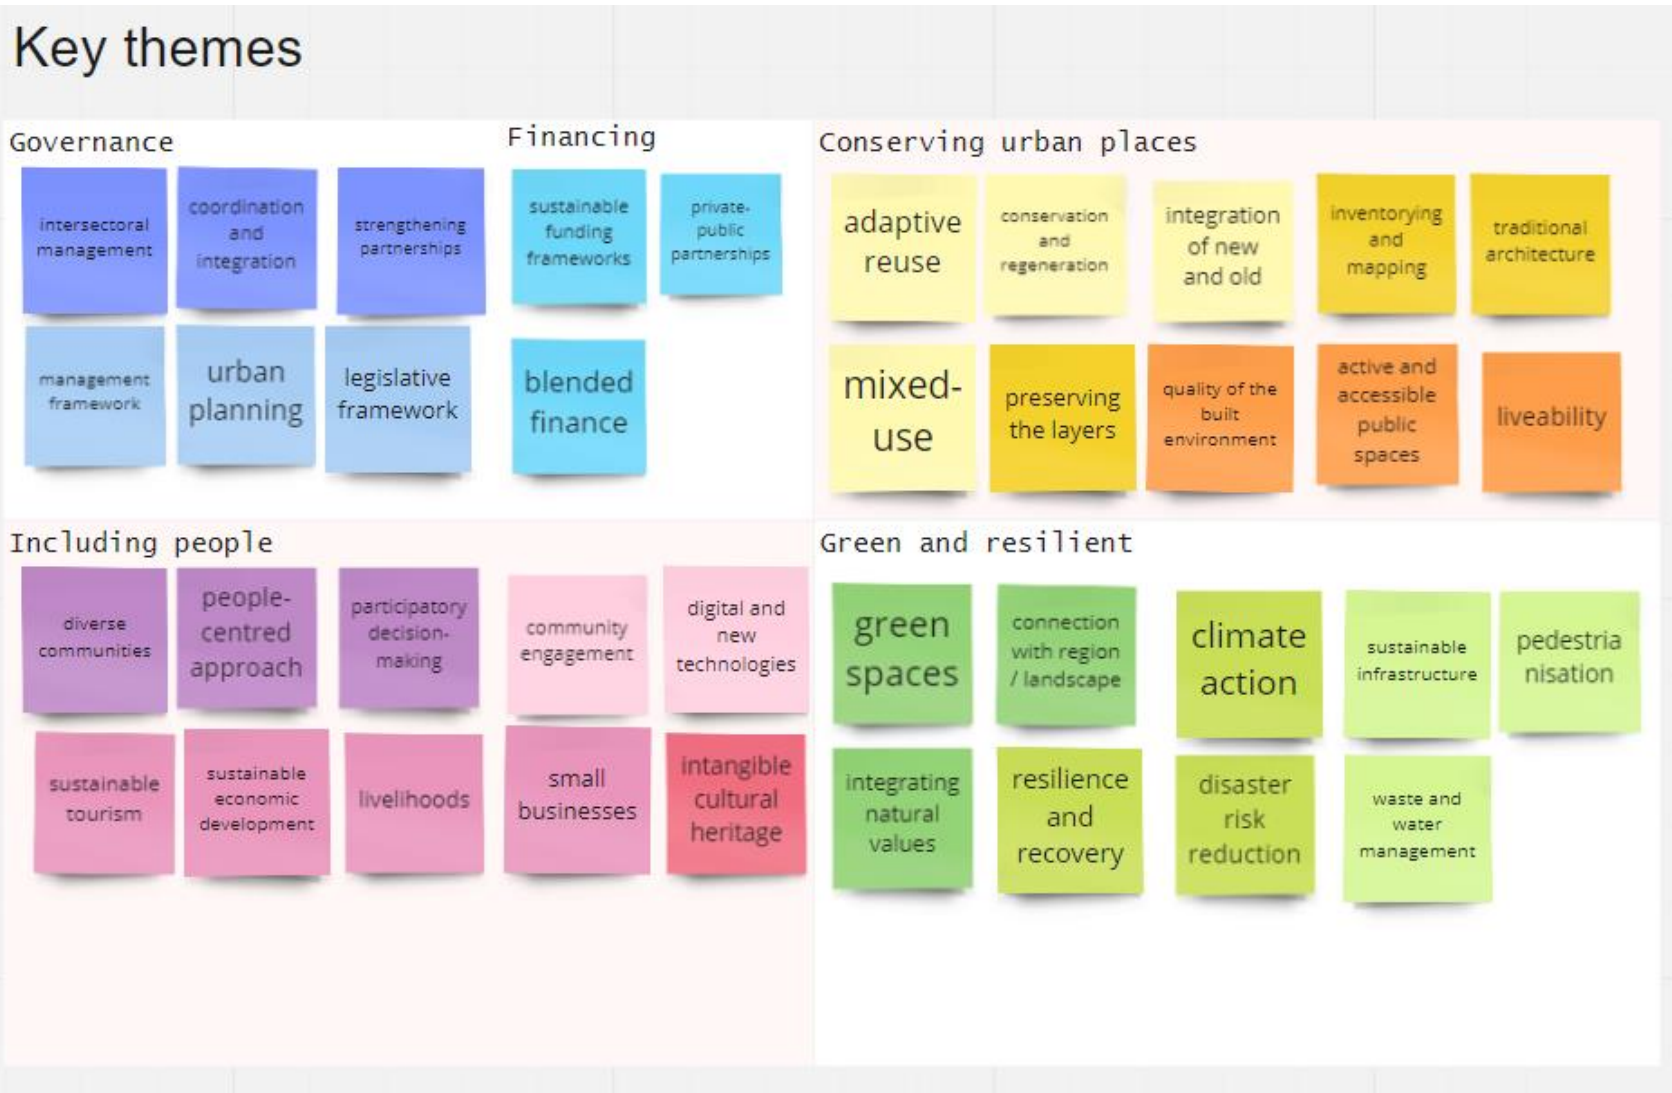 Key themes
Governance
intersectoral
management
coordination
and
integration
strengthening
partnerships
management
framework
urban
planning
legislative
framework
Financing
sustainable
funding
frameworks
private-
public
partnerships
blended
finance
Conserving urban places
adaptive
reuse
conservation
and
regeneration
integration
of new
and old
inventorying
and
mapping
traditional
architecture
mixed-
use
preserving
the layers
quality of the
built
environment
active and
accessible
public
spaces
liveability
Including people
diverse
communities
people-
centred
approach
participatory
decision-
making
community
engagement
digital and
new
technologies
sustainable
tourism
sustainable
economic
development
livelihoods
small
businesses
intangible
cultural
heritage
Green and resilient
green
spaces
connection
with region
/ landscape
climate
action
sustainable
infrastructure
pedestria
nisation
integrating
natural
values
resilience
and
recovery
disaster
risk
reduction
waste and
water
management